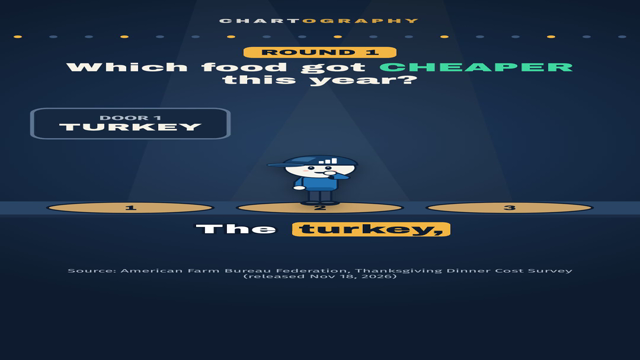 CHARTOGRAPHY
ROUND 1
Which food got CHEAPER
this year?
DOOR 1
TURKEY
1 2 3
The turkey,
Source: American Farm Bureau Federation, Thanksgiving Dinner Cost Survey
(released Nov 18, 2026)